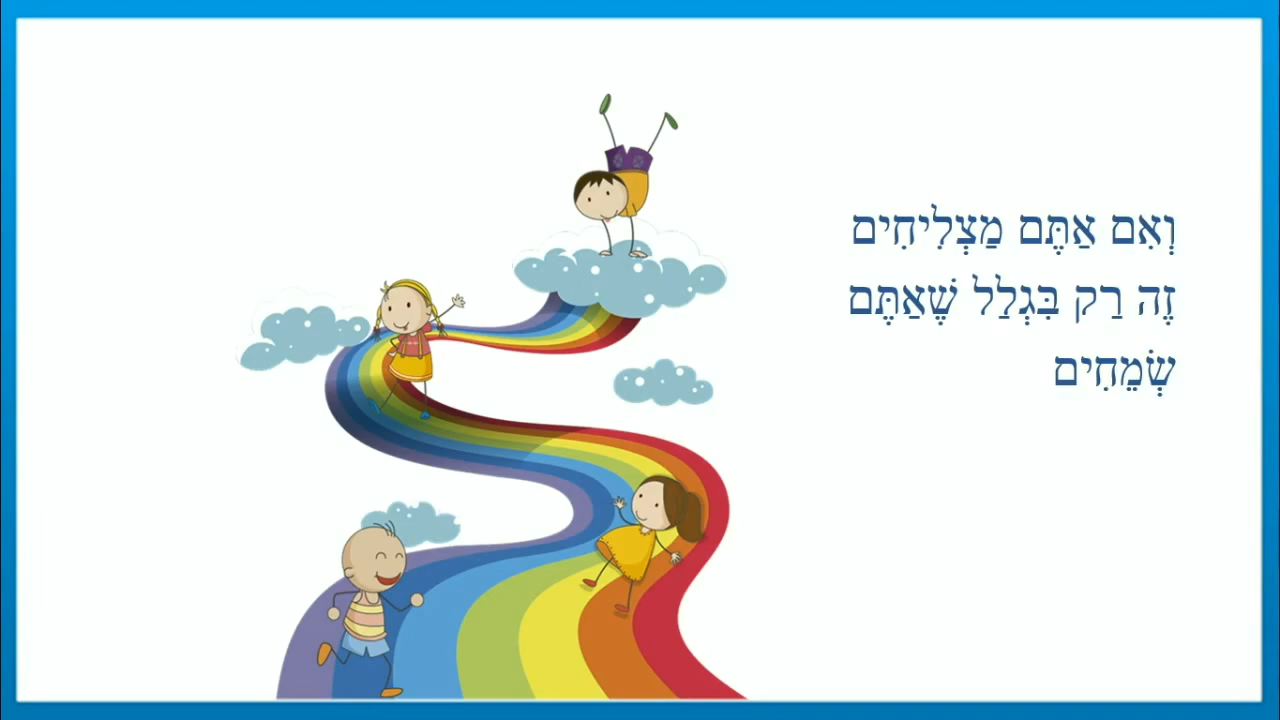 וְאִם אַתֶּם מַצְלִיחִים
זֶה רַק בִּגְלַל שֶׁאַתֶּם
שְׂמֵחִים